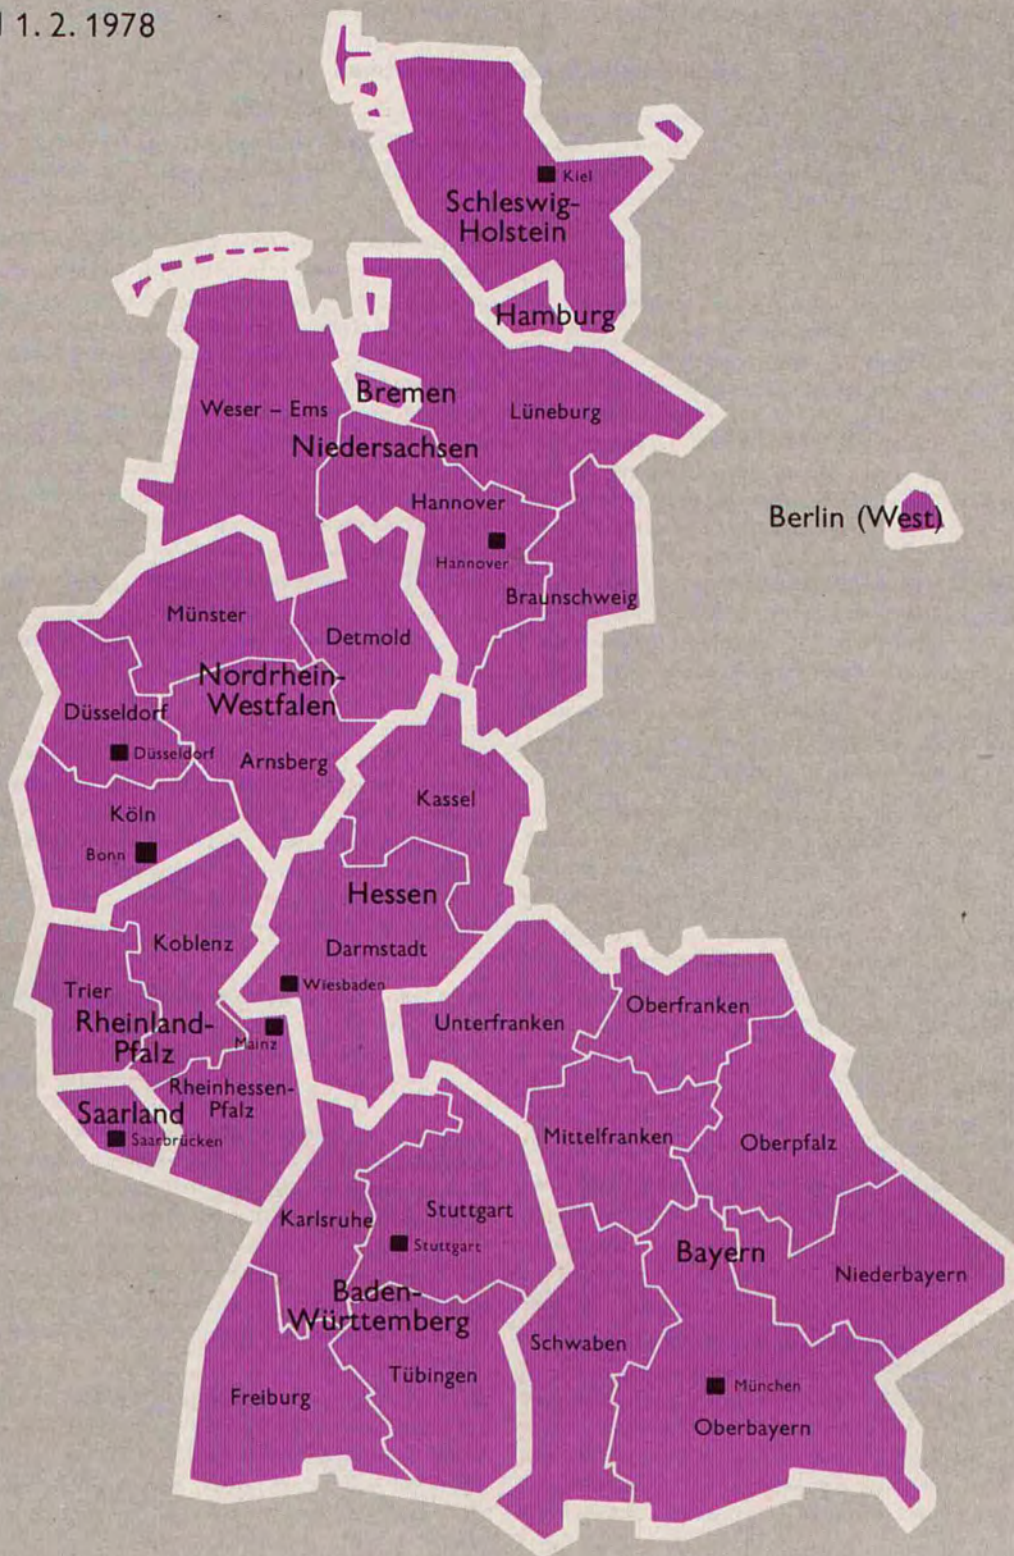 1. 2. 1978
Kiel
Schleswig-
Holstein
Hamburg
Bremen
Weser – Ems
Lüneburg
Niedersachsen
Hannover
Hannover
Braunschweig
Berlin (West)
Münster
Detmold
Nordrhein-
Westfalen
Düsseldorf
Düsseldorf
Arnsberg
Köln
Bonn
Kassel
Hessen
Darmstadt
Wiesbaden
Koblenz
Trier
Rheinland-
Pfalz
Mainz
Rheinhessen-
Pfalz
Saarland
Saarbrücken
Unterfranken
Oberfranken
Mittelfranken
Oberpfalz
Karlsruhe
Stuttgart
Stuttgart
Baden-
Württemberg
Tübingen
Freiburg
Bayern
Niederbayern
Schwaben
München
Oberbayern